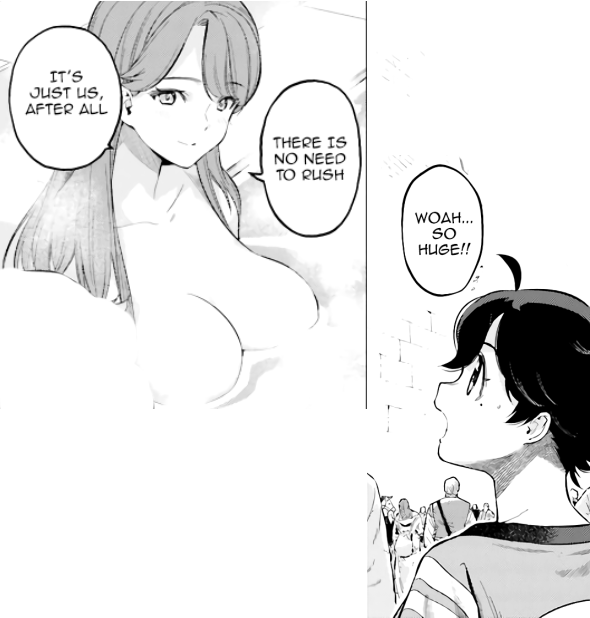 IT'S
JUST US,
AFTER ALL
THERE IS
NO NEED
TO RUSH
WOAH...
SO
HUGE!!